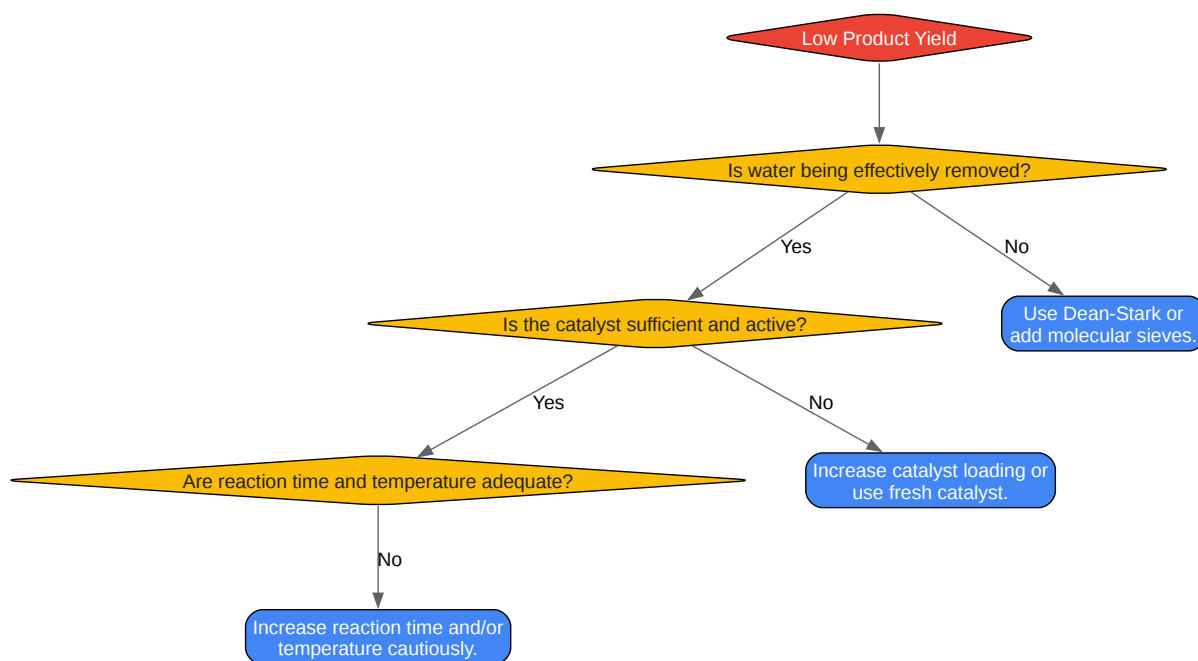 Low Product Yield
Is water being effectively removed?
Yes
No
Is the catalyst sufficient and active?
Use Dean-Stark or
add molecular sieves.
Yes
No
Are reaction time and temperature adequate?
Increase catalyst loading or
use fresh catalyst.
No
Increase reaction time and/or
temperature cautiously.